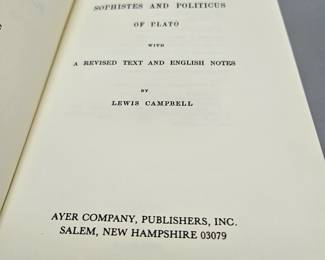 SOPHISTES AND POLITICUS
OF PLATO
WITH
A REVISED TEXT AND ENGLISH NOTES
BY
LEWIS CAMPBELL
AYER COMPANY, PUBLISHERS, INC.
SALEM, NEW HAMPSHIRE 03079